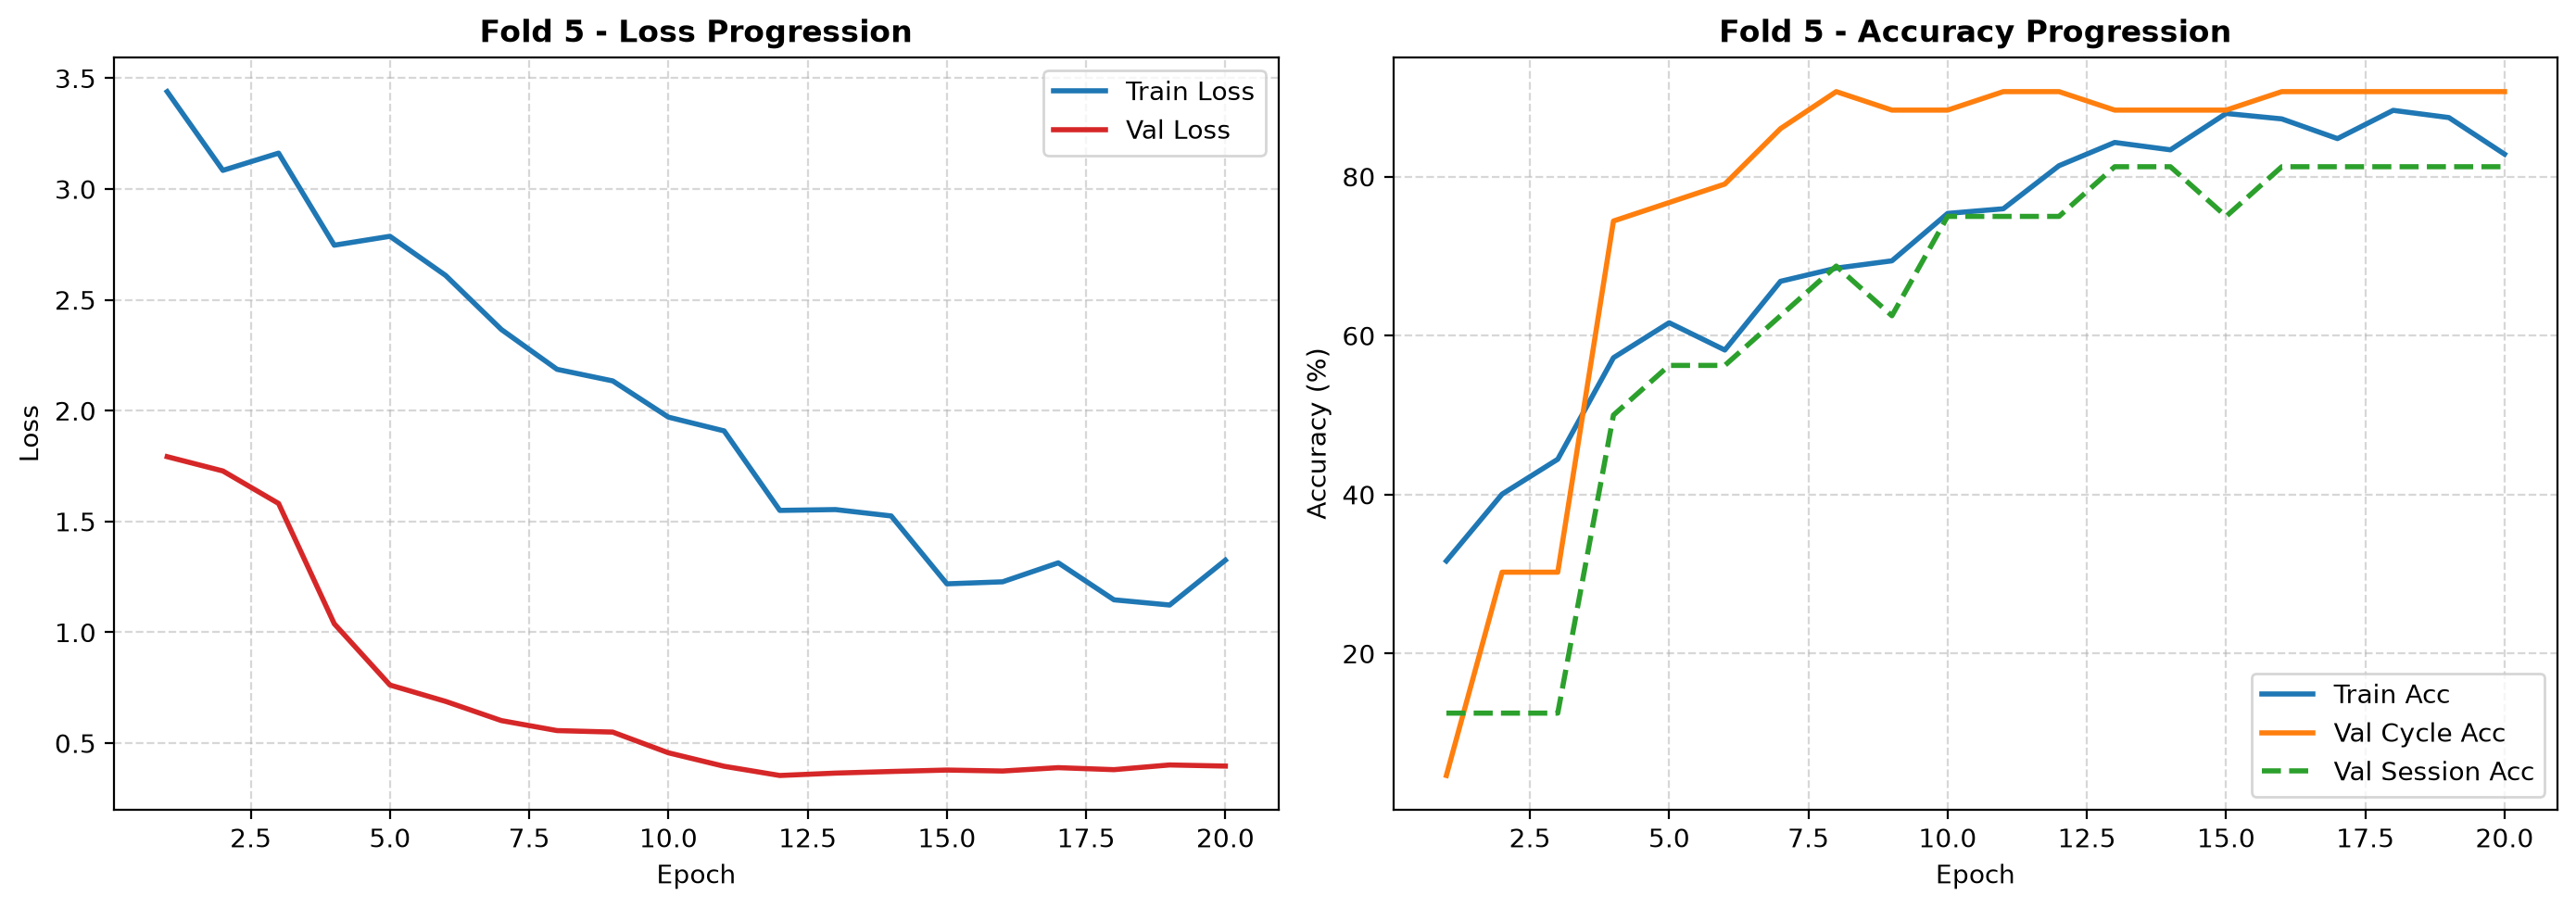 Fold 5 - Loss Progression
3.5
3.0
2.5
2.0
1.5
1.0
0.5
Loss
Train Loss
Val Loss
2.5 5.0 7.5 10.0 12.5 15.0 17.5 20.0
Epoch
Fold 5 - Accuracy Progression
80
60
40
20
Accuracy (%)
Train Acc
Val Cycle Acc
Val Session Acc
2.5 5.0 7.5 10.0 12.5 15.0 17.5 20.0
Epoch